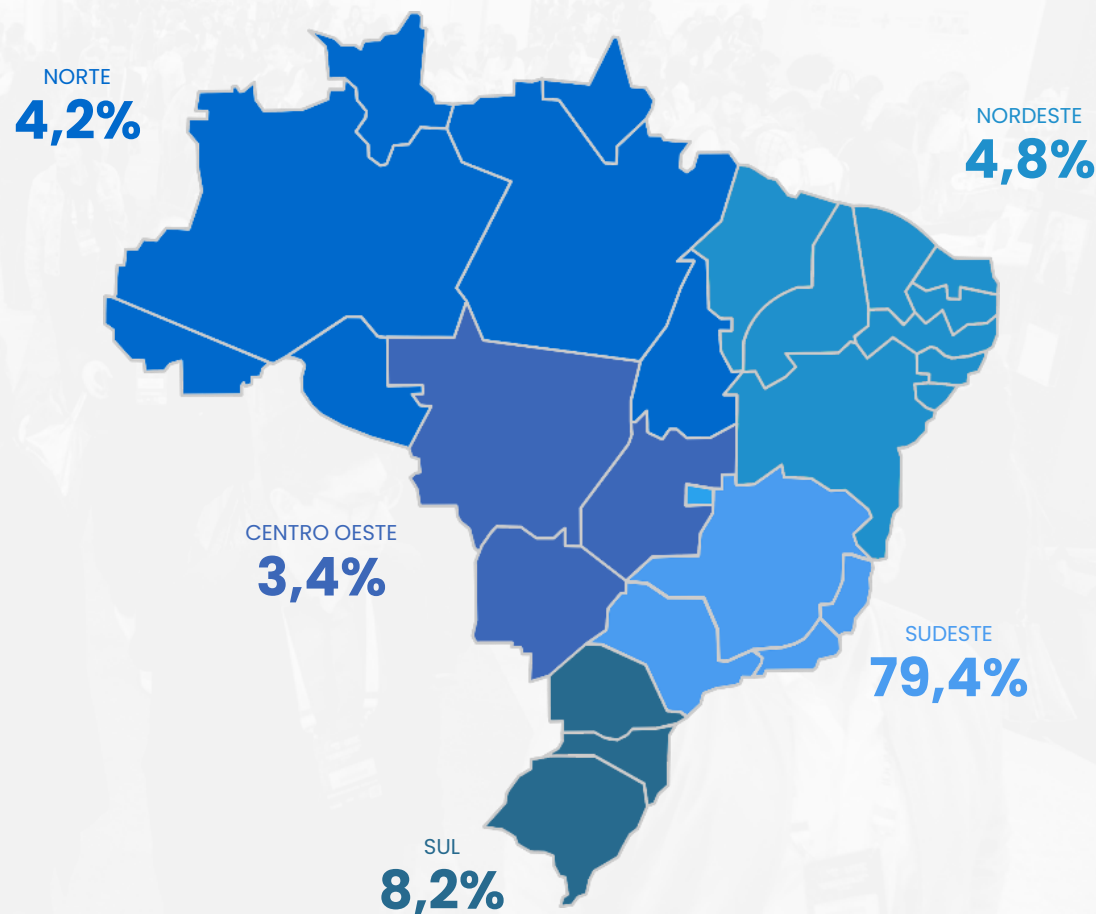 NORTE
4,2%
NORDESTE
4,8%
CENTRO OESTE
3,4%
SUDESTE
79,4%
SUL
8,2%